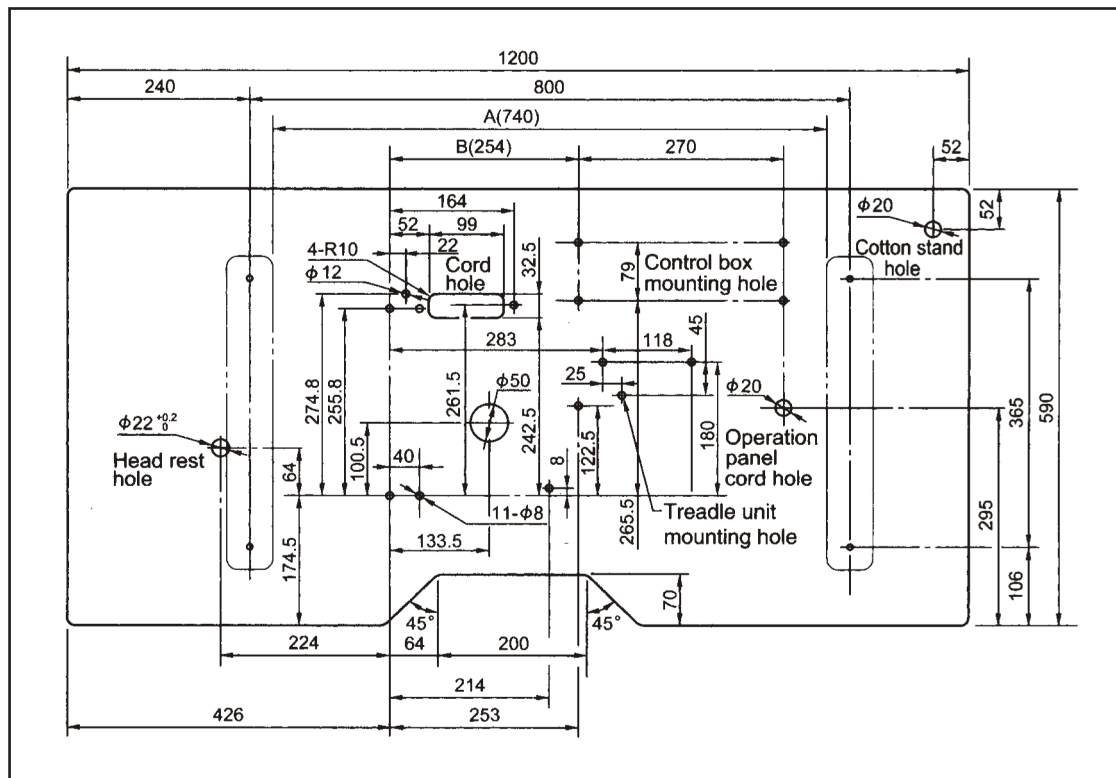 1200
240
800
A(740)
B(254)
270
52
164
52
99
22
4-R10
Cord
hole
φ12
32.5
79
Control box
mounting hole
φ20
52
Cotton stand
hole
283
118
45
25
274.8
255.8
261.5
φ50
242.5
122.5
180
φ20
Operation
panel
cord hole
365
590
φ22 +0.2 0
Head rest
hole
64
100.5
40
8
11-φ8
265.5
Treadle unit
mounting hole
295
174.5
133.5
70
106
45°
45°
224
64
200
214
426
253